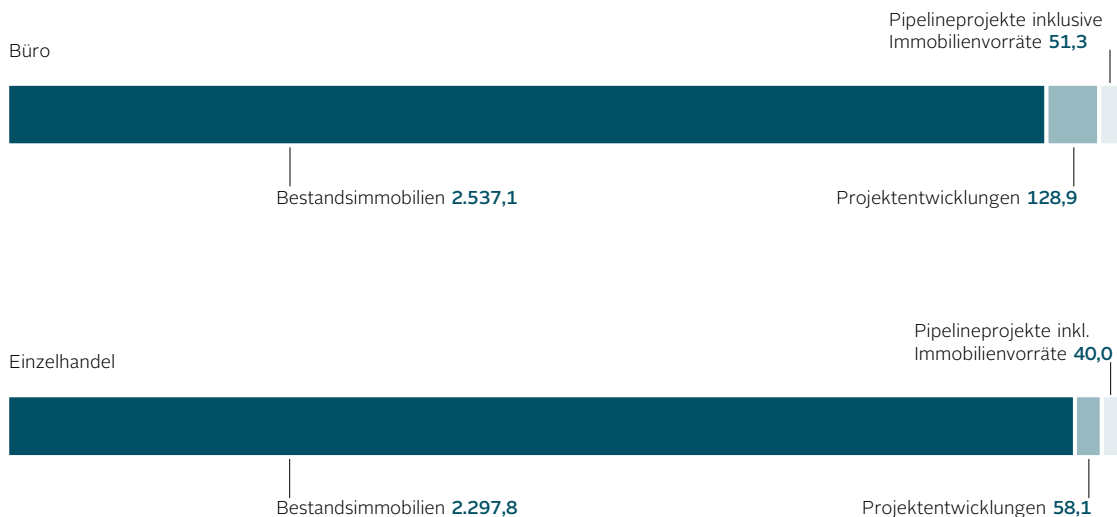 Pipelineprojekte inklusive
Büro
Immobilienvorräte 51,3
Bestandsimmobilien 2.537,1
Projektentwicklungen 128,9
Pipelineprojekte inkl.
Einzelhandel
Immobilienvorräte 40,0
Bestandsimmobilien 2.297,8
Projektentwicklungen 58,1